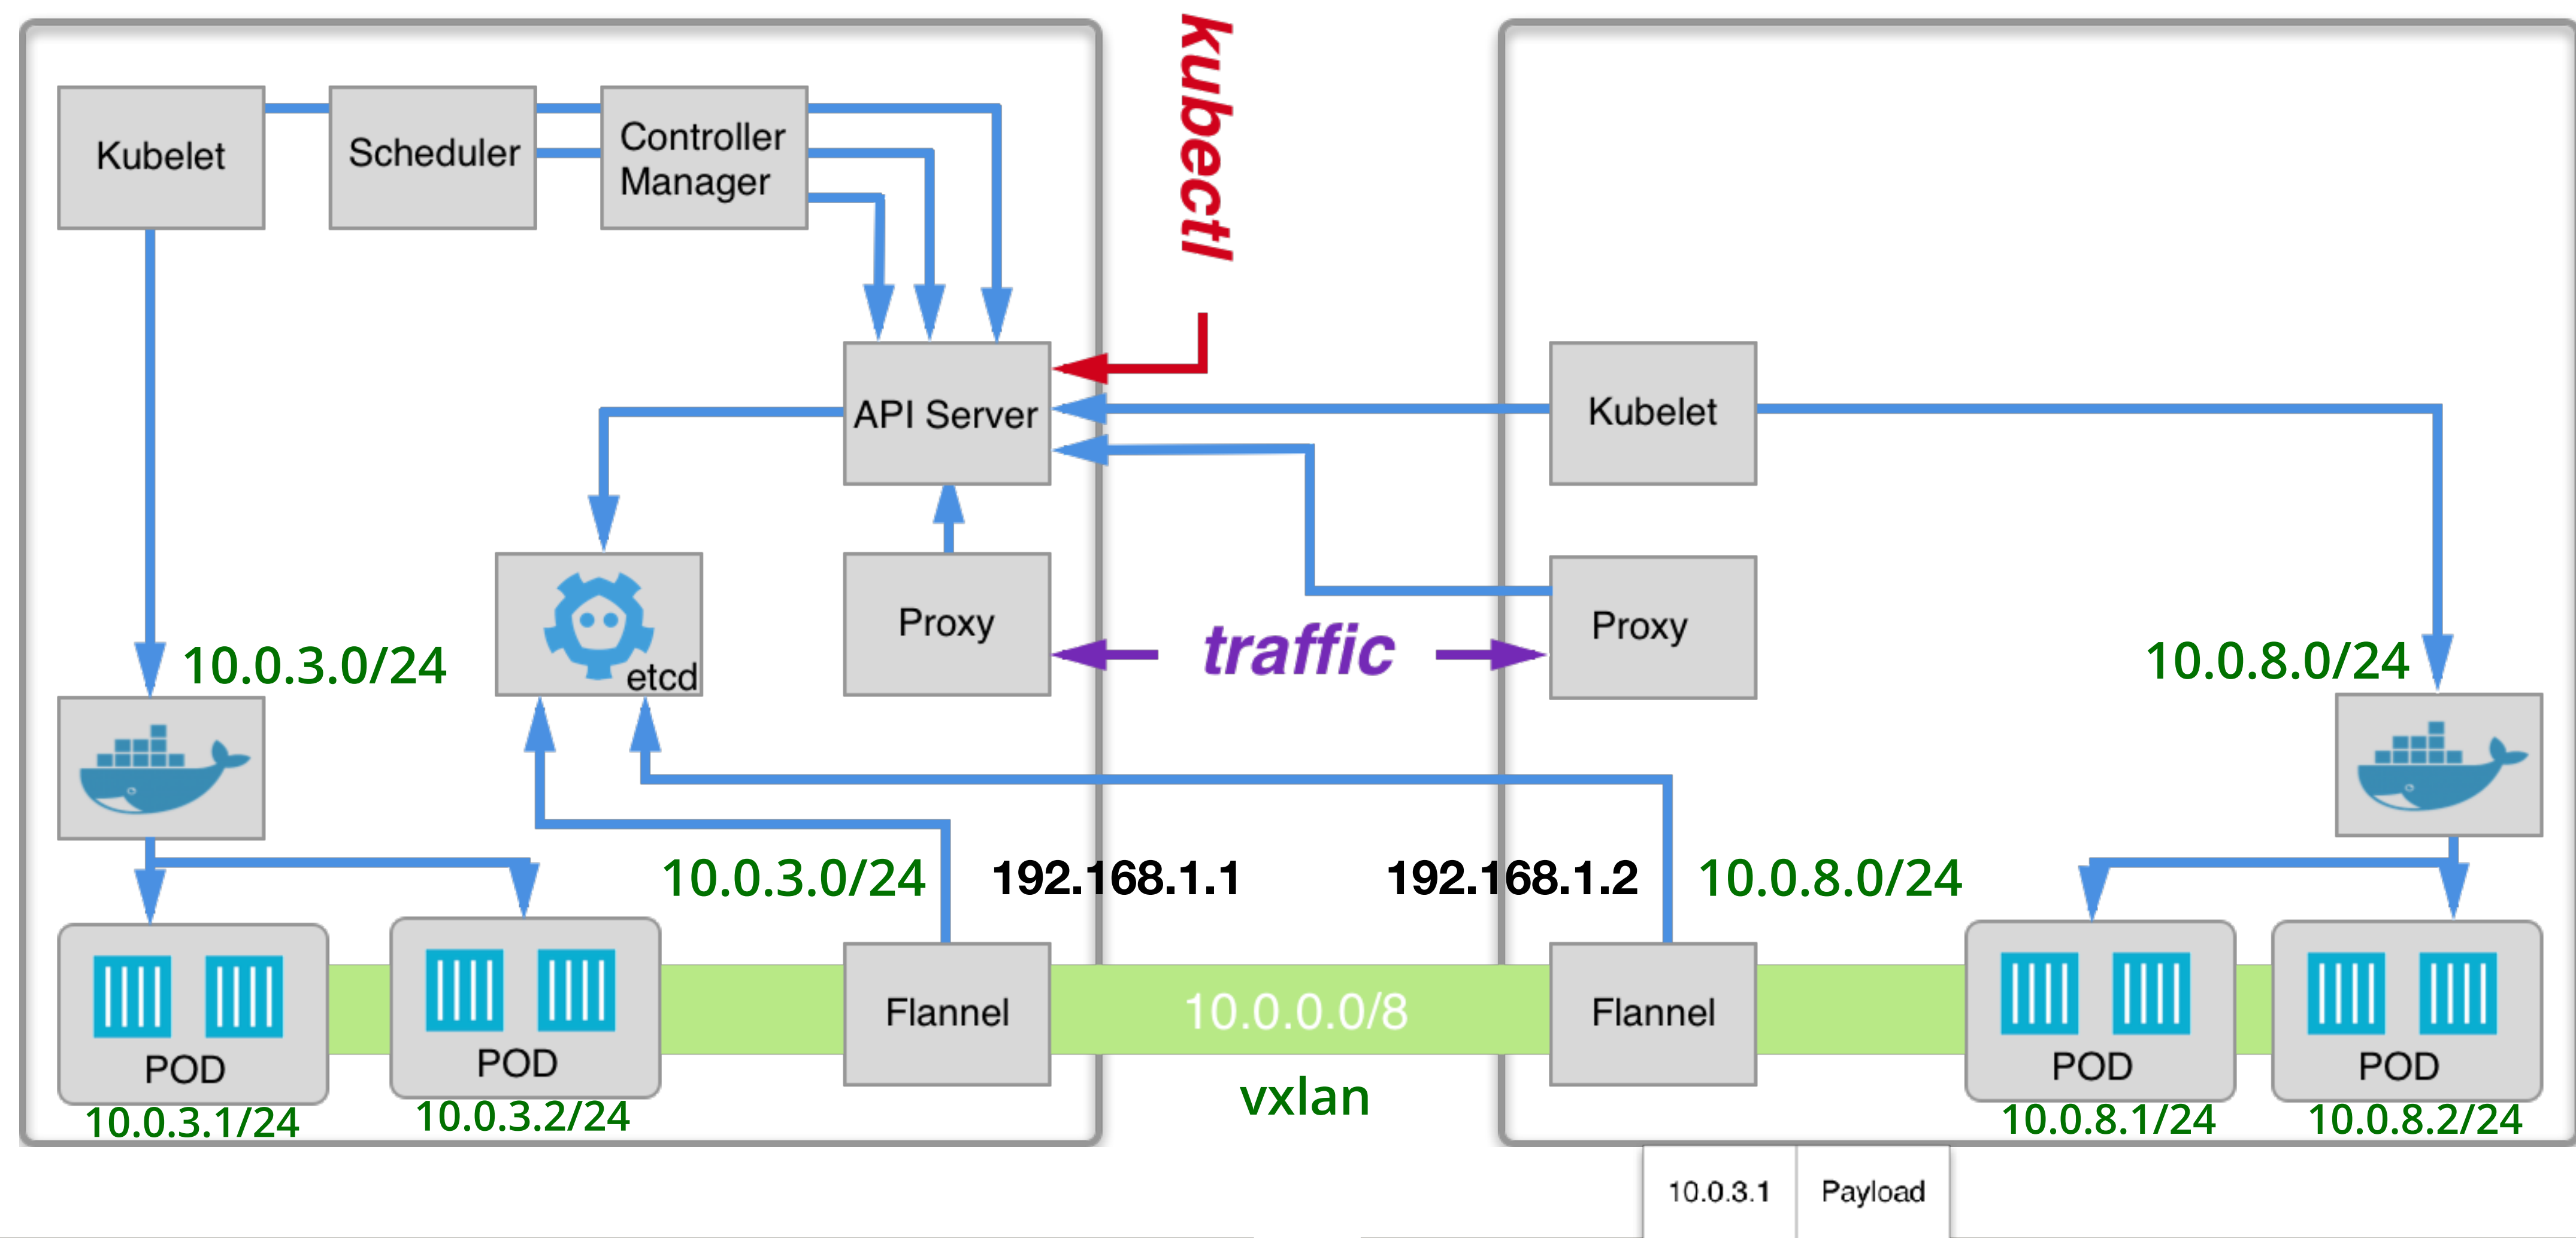 kubectl
Kubelet
Scheduler
Controller
Manager
API Server
Kubelet
etcd
Proxy
traffic
Proxy
10.0.3.0/24
10.0.8.0/24
10.0.3.0/24
192.168.1.1
192.168.1.2
10.0.8.0/24
POD
POD
Flannel
10.0.0.0/8
Flannel
POD
POD
10.0.3.1/24
10.0.3.2/24
vxlan
10.0.8.1/24
10.0.8.2/24
10.0.3.1
Payload